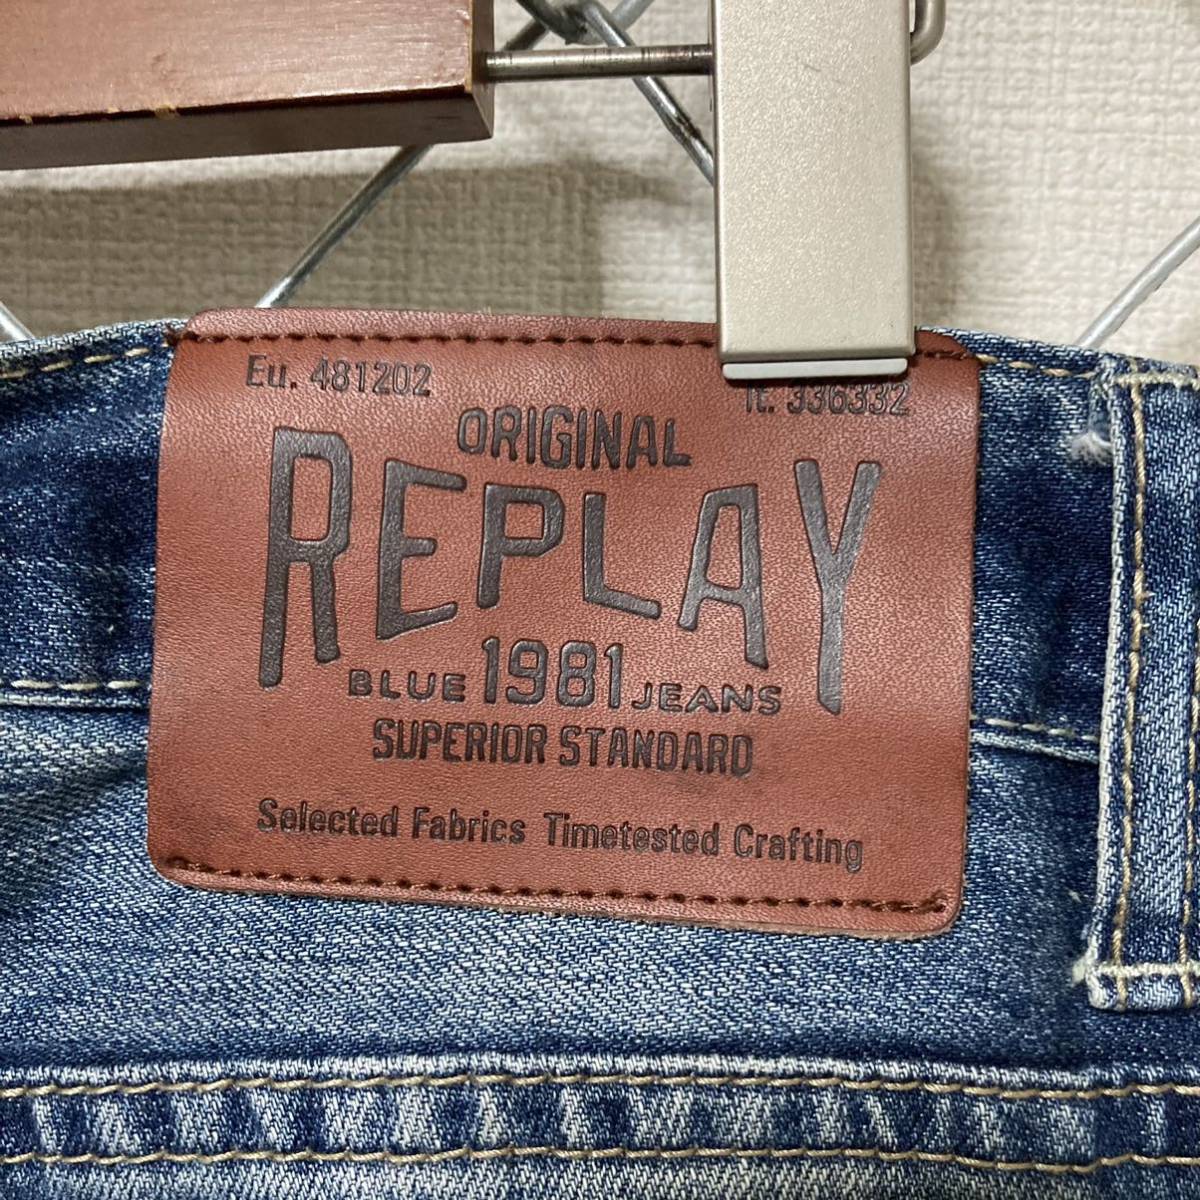 Eu. 481202
It. 336332
ORIGINAL
REPLAY
BLUE 1981 JEANS
SUPERIOR STANDARD
Selected Fabrics Timetested Crafting